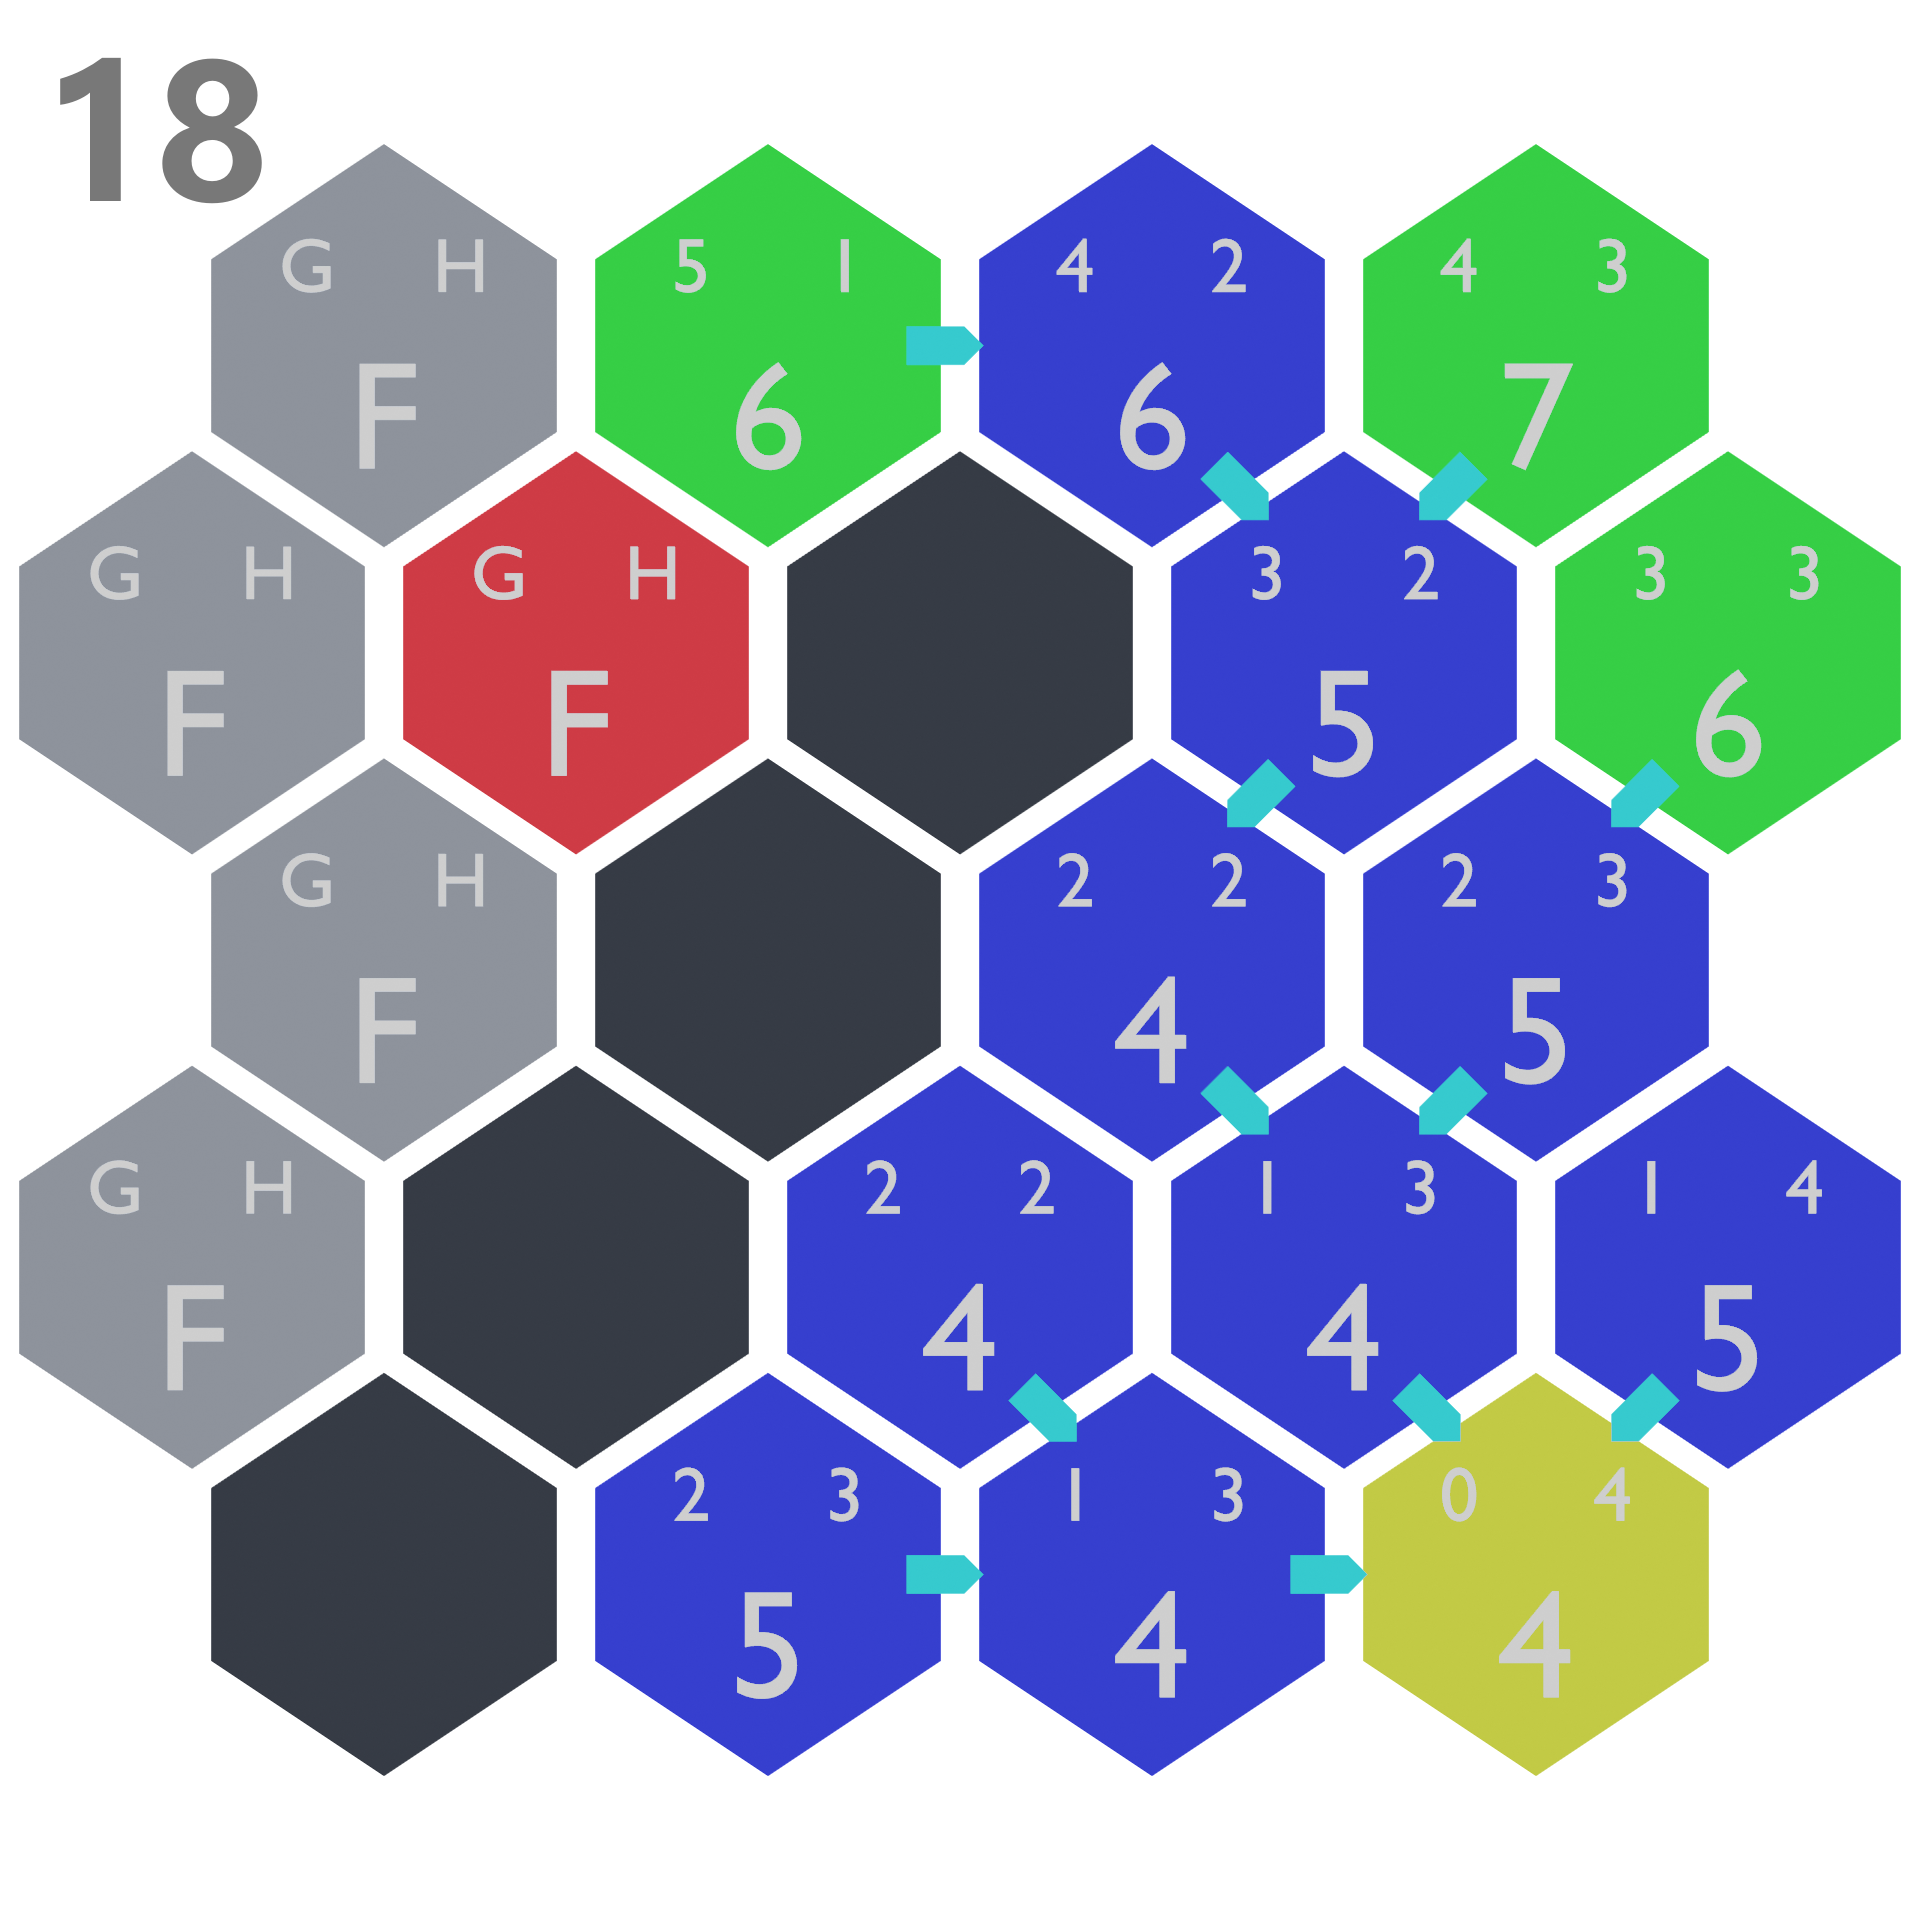 18
G H 5 1 4 2 4 3
F 6 6 7
G H G H 3 2 3 3
F F 5 6
G H 2 2 2 3
F 4 5
G H 2 2 1 3 1 4
F 4 4 5
2 3 1 3 0 4
5 4 4